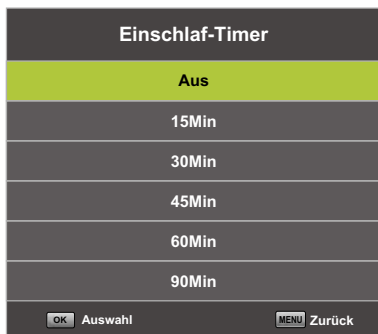 Einschlaf-Timer
Aus
15Min
30Min
45Min
60Min
90Min
OK Auswahl MENU Zurück